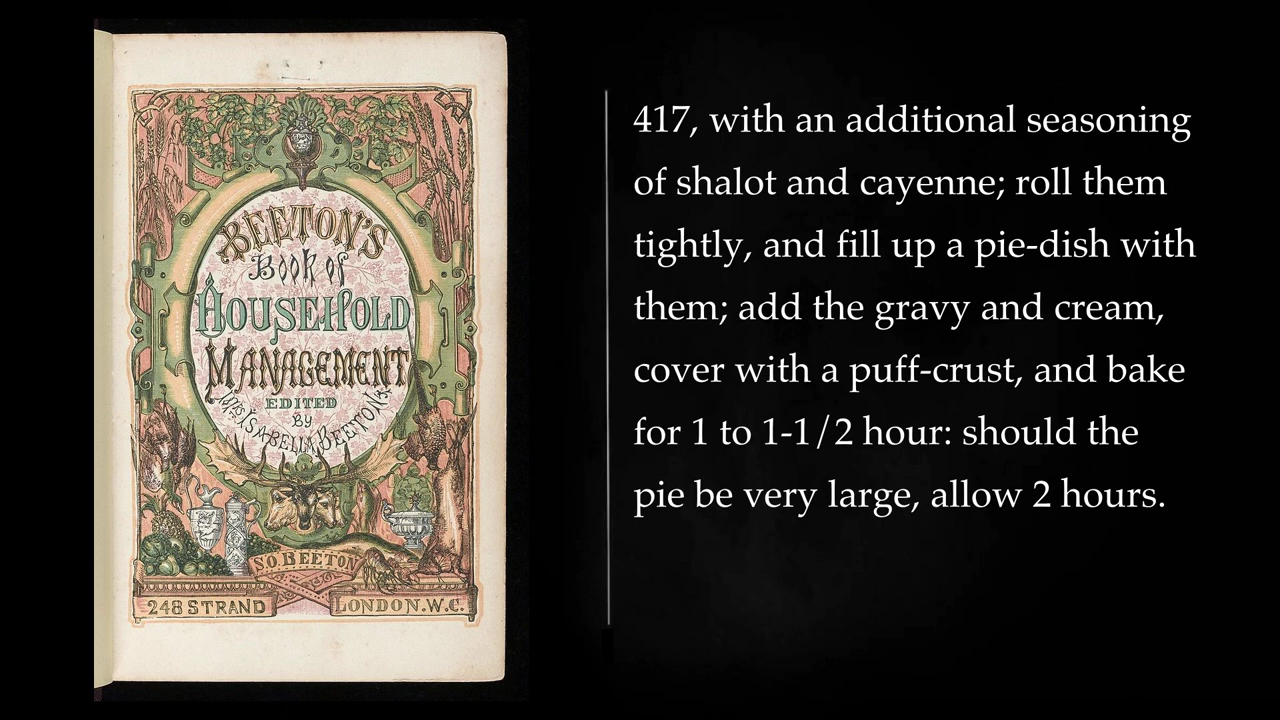 BEETON'S
Book of
HOUSEHOLD
MANAGEMENT
EDITED
By
MRS ISABELLA BEETON
S.O. BEETON
248 STRAND
LONDON. W.C.
417, with an additional seasoning
of shalot and cayenne; roll them
tightly, and fill up a pie-dish with
them; add the gravy and cream,
cover with a puff-crust, and bake
for 1 to 1-1/2 hour: should the
pie be very large, allow 2 hours.